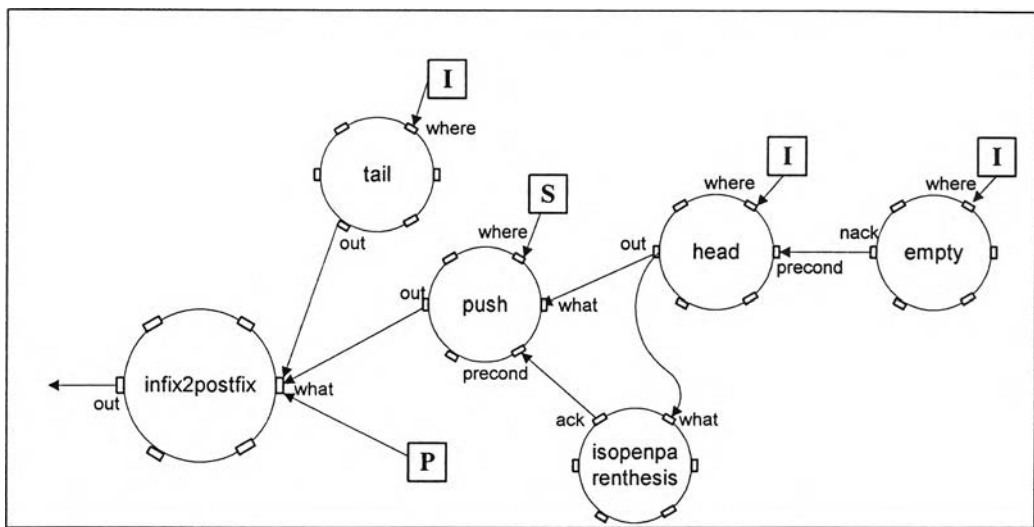 I
where
tail
out
I
where
I
where
S
where
out
head
precond
nack
empty
out
push
what
precond
infix2postfix
what
out
ack
what
isopenpa
renthesis
P